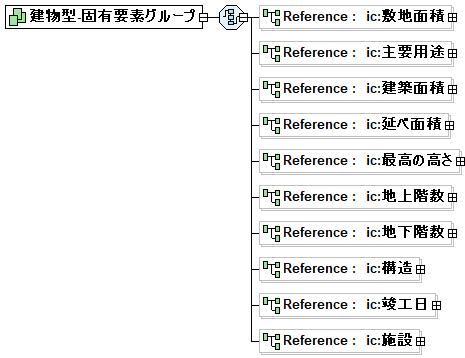 建物型-固有要素グループ
Reference : ic:敷地面積
Reference : ic:主要用途
Reference : ic:建築面積
Reference : ic:延べ面積
Reference : ic:最高の高さ
Reference : ic:地上階数
Reference : ic:地下階数
Reference : ic:構造
Reference : ic:竣工日
Reference : ic:施設